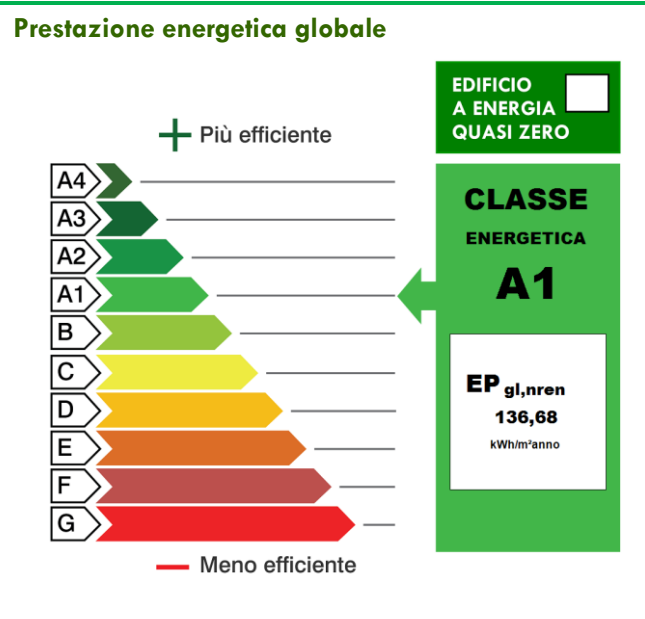 Prestazione energetica globale
EDIFICIO
A ENERGIA
QUASI ZERO
Più efficiente
A4
A3
A2
A1
B
C
D
E
F
G
Meno efficiente
CLASSE
ENERGETICA
A1
EP gl,nren
136,68
kWh/m²anno